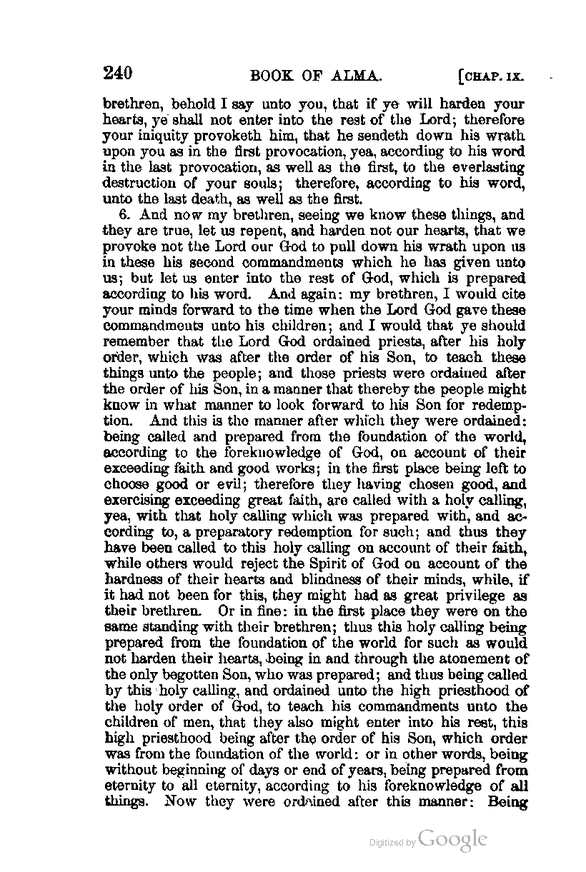 240 BOOK OF ALMA. [CHAP. IX.
brethren, behold I say unto you, that if ye will harden your
hearts, ye shall not enter into the rest of the Lord; therefore
your iniquity provoketh him, that he sendeth down his wrath
upon you as in the first provocation, yea, according to his word
in the last provocation, as well as the first, to the everlasting
destruction of your souls; therefore, according to his word,
unto the last death, as well as the first.
6. And now my brethren, seeing we know these things, and
they are true, let us repent, and harden not our hearts, that we
provoke not the Lord our God to pull down his wrath upon us
in these his second commandments which he has given unto
us; but let us enter into the rest of God, which is prepared
according to his word. And again: my brethren, I would cite
your minds forward to the time when the Lord God gave these
commandments unto his children; and I would that ye should
remember that the Lord God ordained priests, after his holy
order, which was after the order of his Son, to teach these
things unto the people; and those priests were ordained after
the order of his Son, in a manner that thereby the people might
know in what manner to look forward to his Son for redemp-
tion. And this is the manner after which they were ordained:
being called and prepared from the foundation of the world,
according to the foreknowledge of God, on account of their
exceeding faith and good works; in the first place being left to
choose good or evil; therefore they having chosen good, and
exercising exceeding great faith, are called with a holy calling,
yea, with that holy calling which was prepared with, and ac-
cording to, a preparatory redemption for such; and thus they
have been called to this holy calling on account of their faith,
while others would reject the Spirit of God on account of the
hardness of their hearts and blindness of their minds, while, if
it had not been for this, they might had as great privilege as
their brethren. Or in fine: in the first place they were on the
same standing with their brethren; thus this holy calling being
prepared from the foundation of the world for such as would
not harden their hearts, being in and through the atonement of
the only begotten Son, who was prepared; and thus being called
by this holy calling, and ordained unto the high priesthood of
the holy order of God, to teach his commandments unto the
children of men, that they also might enter into his rest, this
high priesthood being after the order of his Son, which order
was from the foundation of the world: or in other words, being
without beginning of days or end of years, being prepared from
eternity to all eternity, according to his foreknowledge of all
things. Now they were ordained after this manner: Being
Digitized by Google